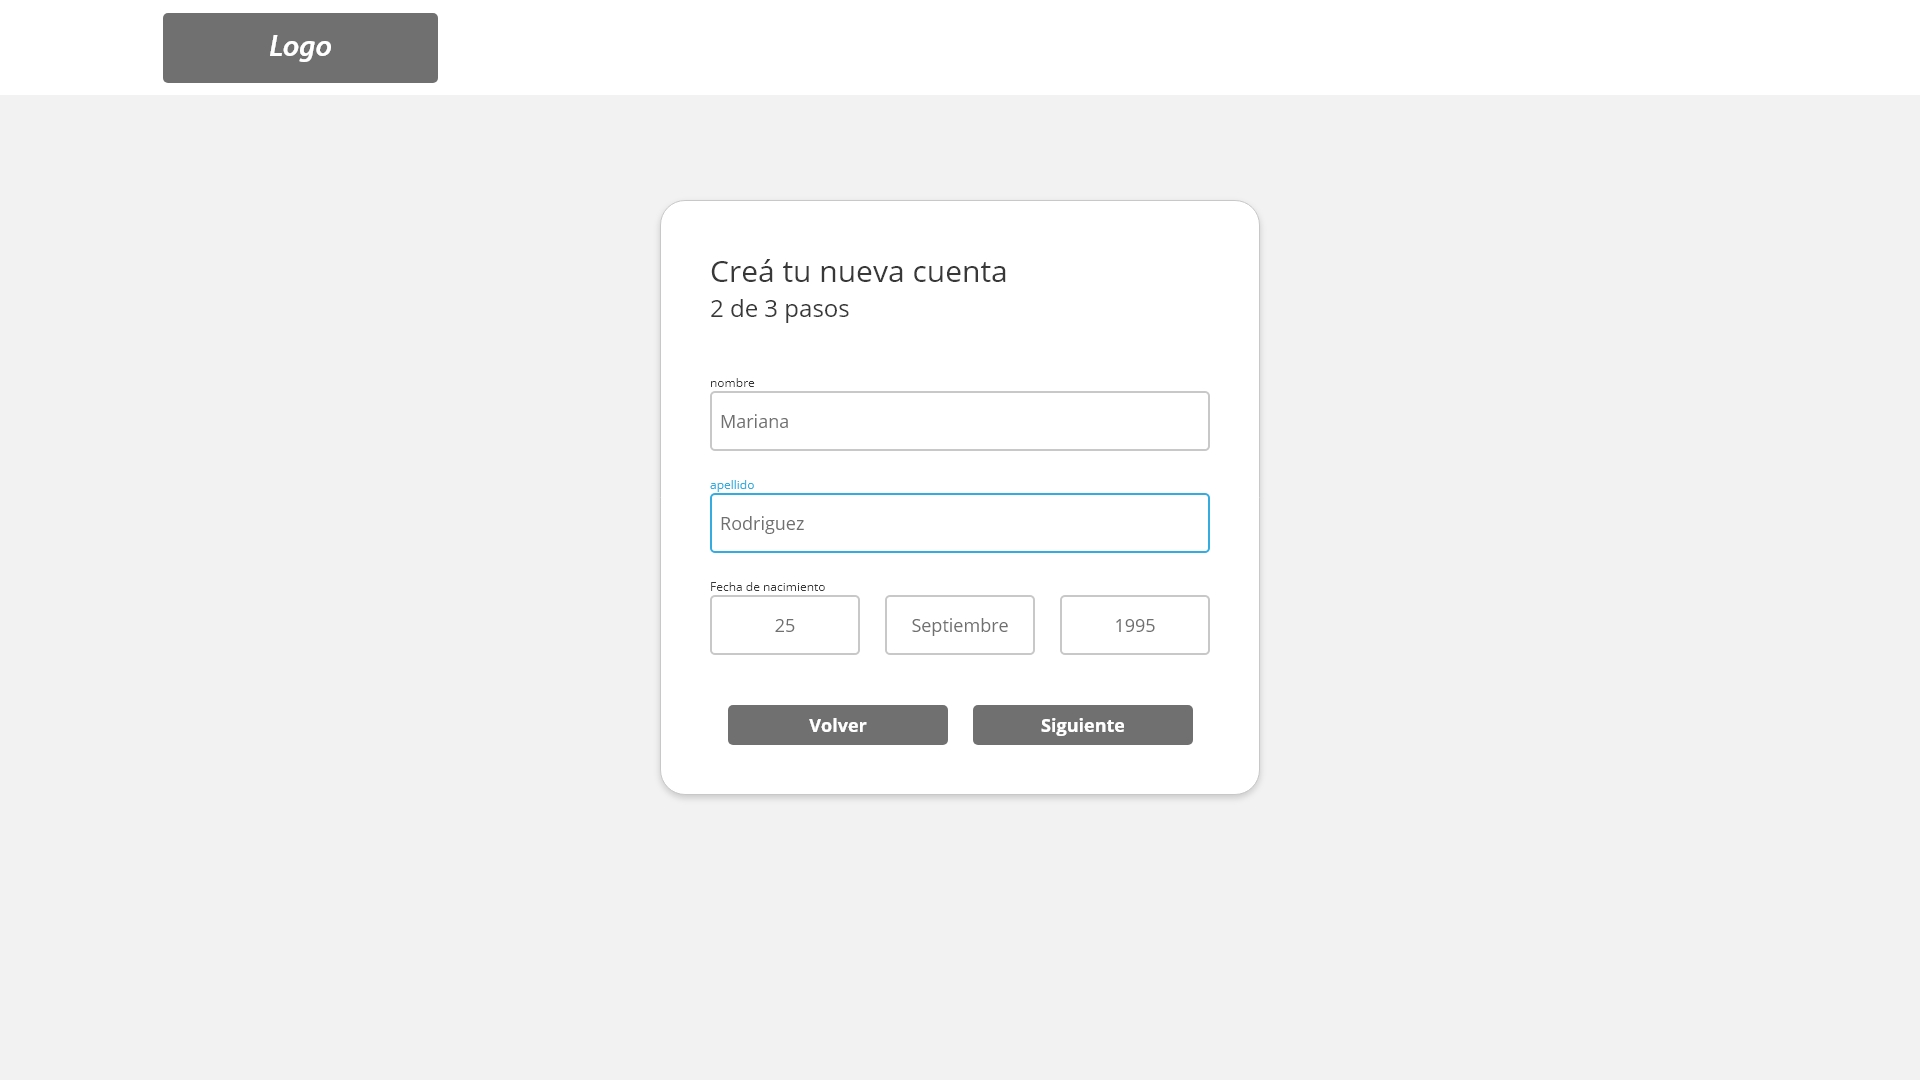 Logo
Creá tu nueva cuenta
2 de 3 pasos
nombre
Mariana
apellido
Rodriguez
Fecha de nacimiento
25 Septiembre 1995
Volver Siguiente